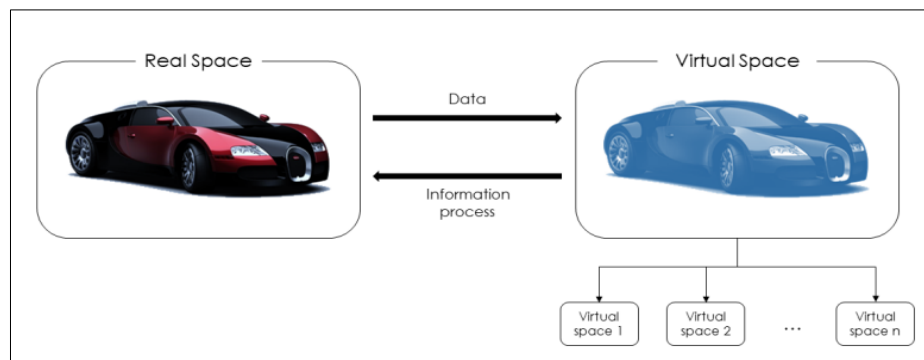 Real Space
Virtual Space
Data
Information
process
Virtual
space 1
Virtual
space 2
...
Virtual
space n